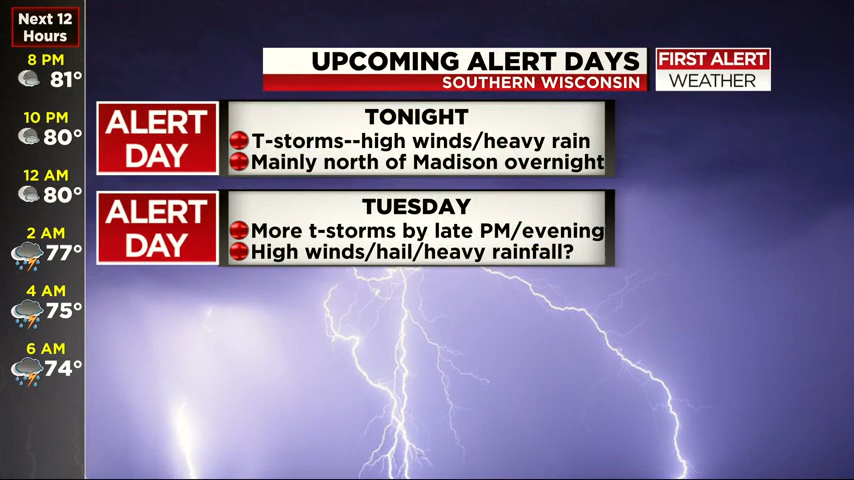 Next 12
Hours
8 PM
81°
10 PM
80°
12 AM
80°
2 AM
77°
4 AM
75°
6 AM
74°
UPCOMING ALERT DAYS
SOUTHERN WISCONSIN
FIRST ALERT
WEATHER
ALERT
DAY
TONIGHT
T-storms--high winds/heavy rain
Mainly north of Madison overnight
ALERT
DAY
TUESDAY
More t-storms by late PM/evening
High winds/hail/heavy rainfall?